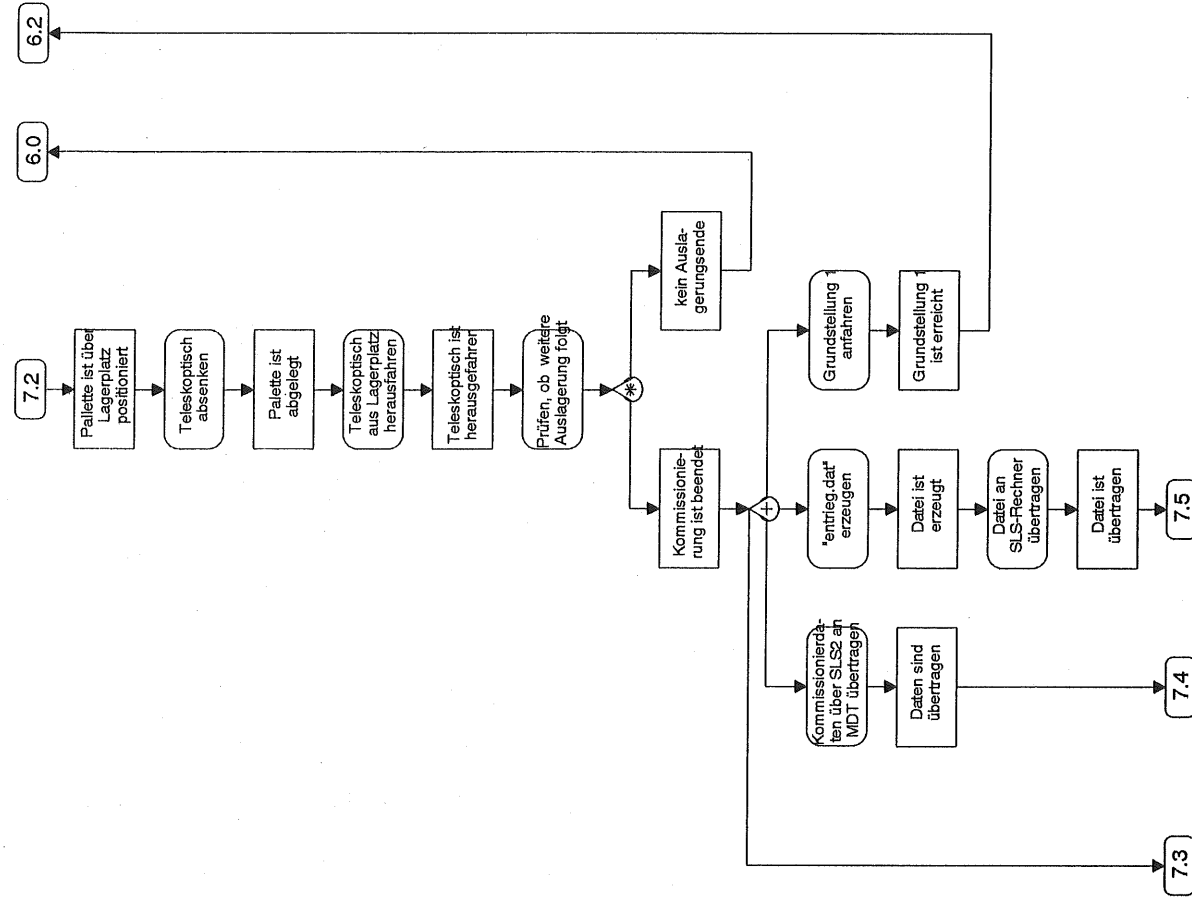 6.2
6.0
7.2
Pallette ist über
Lagerplatz
positioniert
Teleskoptisch
absenken
Palette ist
abgelegt
Teleskoptisch
aus Lagerplatz
herausfahren
Teleskoptisch ist
herausgefahren
Prüfen, ob weitere
Auslagerung folgt
*
kein Ausla-
gerungsende
Kommissionie-
rung ist beendet
+
Grundstellung 1
anfahren
Grundstellung 1
ist erreicht
"entrieg.dat"
erzeugen
Datei ist
erzeugt
Datei an
SLS-Rechner
übertragen
Datei ist
übertragen
7.5
Kommissionierda-
ten über SLS2 an
MDT übertragen
Daten sind
übertragen
7.4
7.3